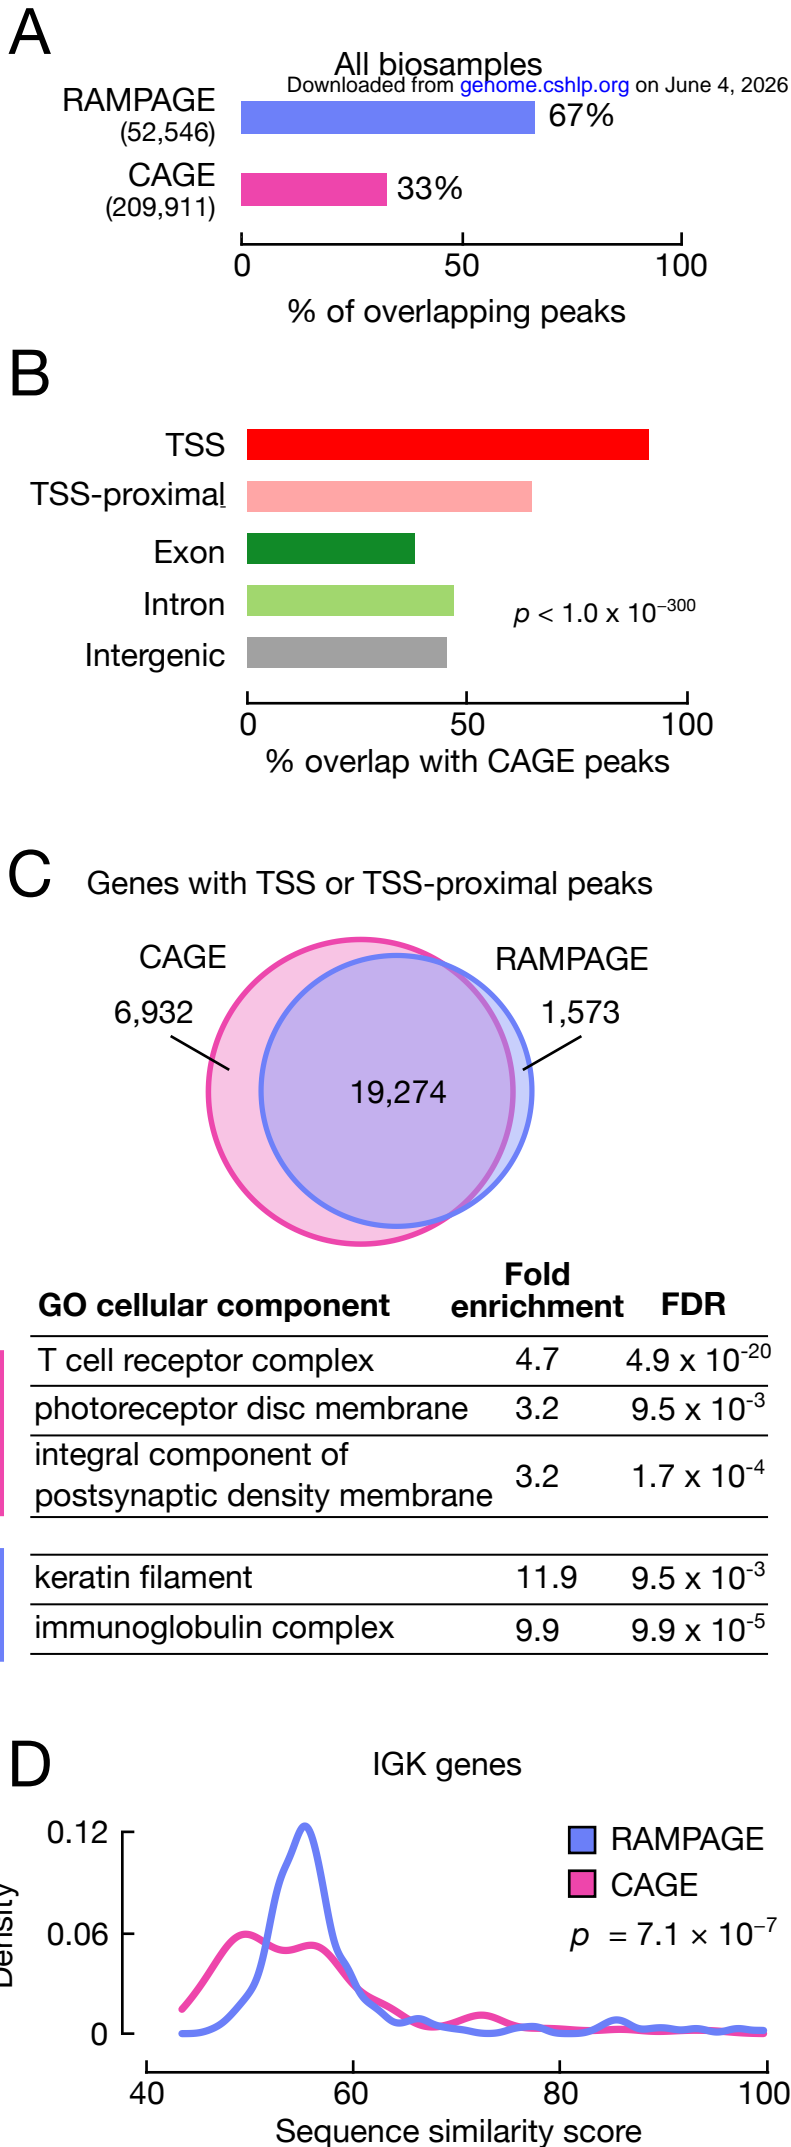 A
All biosamples
Downloaded from genome.cshlp.org on June 4, 2026
RAMPAGE
67%
(52,546)
CAGE
33%
(209,911)
0 50 100
% of overlapping peaks
B
TSS
TSS-proximal
Exon
Intron
p < 1.0 x 10⁻³⁰⁰
Intergenic
0 50 100
% overlap with CAGE peaks
C
Genes with TSS or TSS-proximal peaks
CAGE RAMPAGE
6,932 1,573
19,274
GO cellular component Fold enrichment FDR
T cell receptor complex 4.7 4.9 x 10⁻²⁰
photoreceptor disc membrane 3.2 9.5 x 10⁻³
integral component of
postsynaptic density membrane 3.2 1.7 x 10⁻⁴
keratin filament 11.9 9.5 x 10⁻³
immunoglobulin complex 9.9 9.9 x 10⁻⁵
D
IGK genes
0.12
RAMPAGE
CAGE
Density
0.06
p = 7.1 × 10⁻⁷
0
40 60 80 100
Sequence similarity score